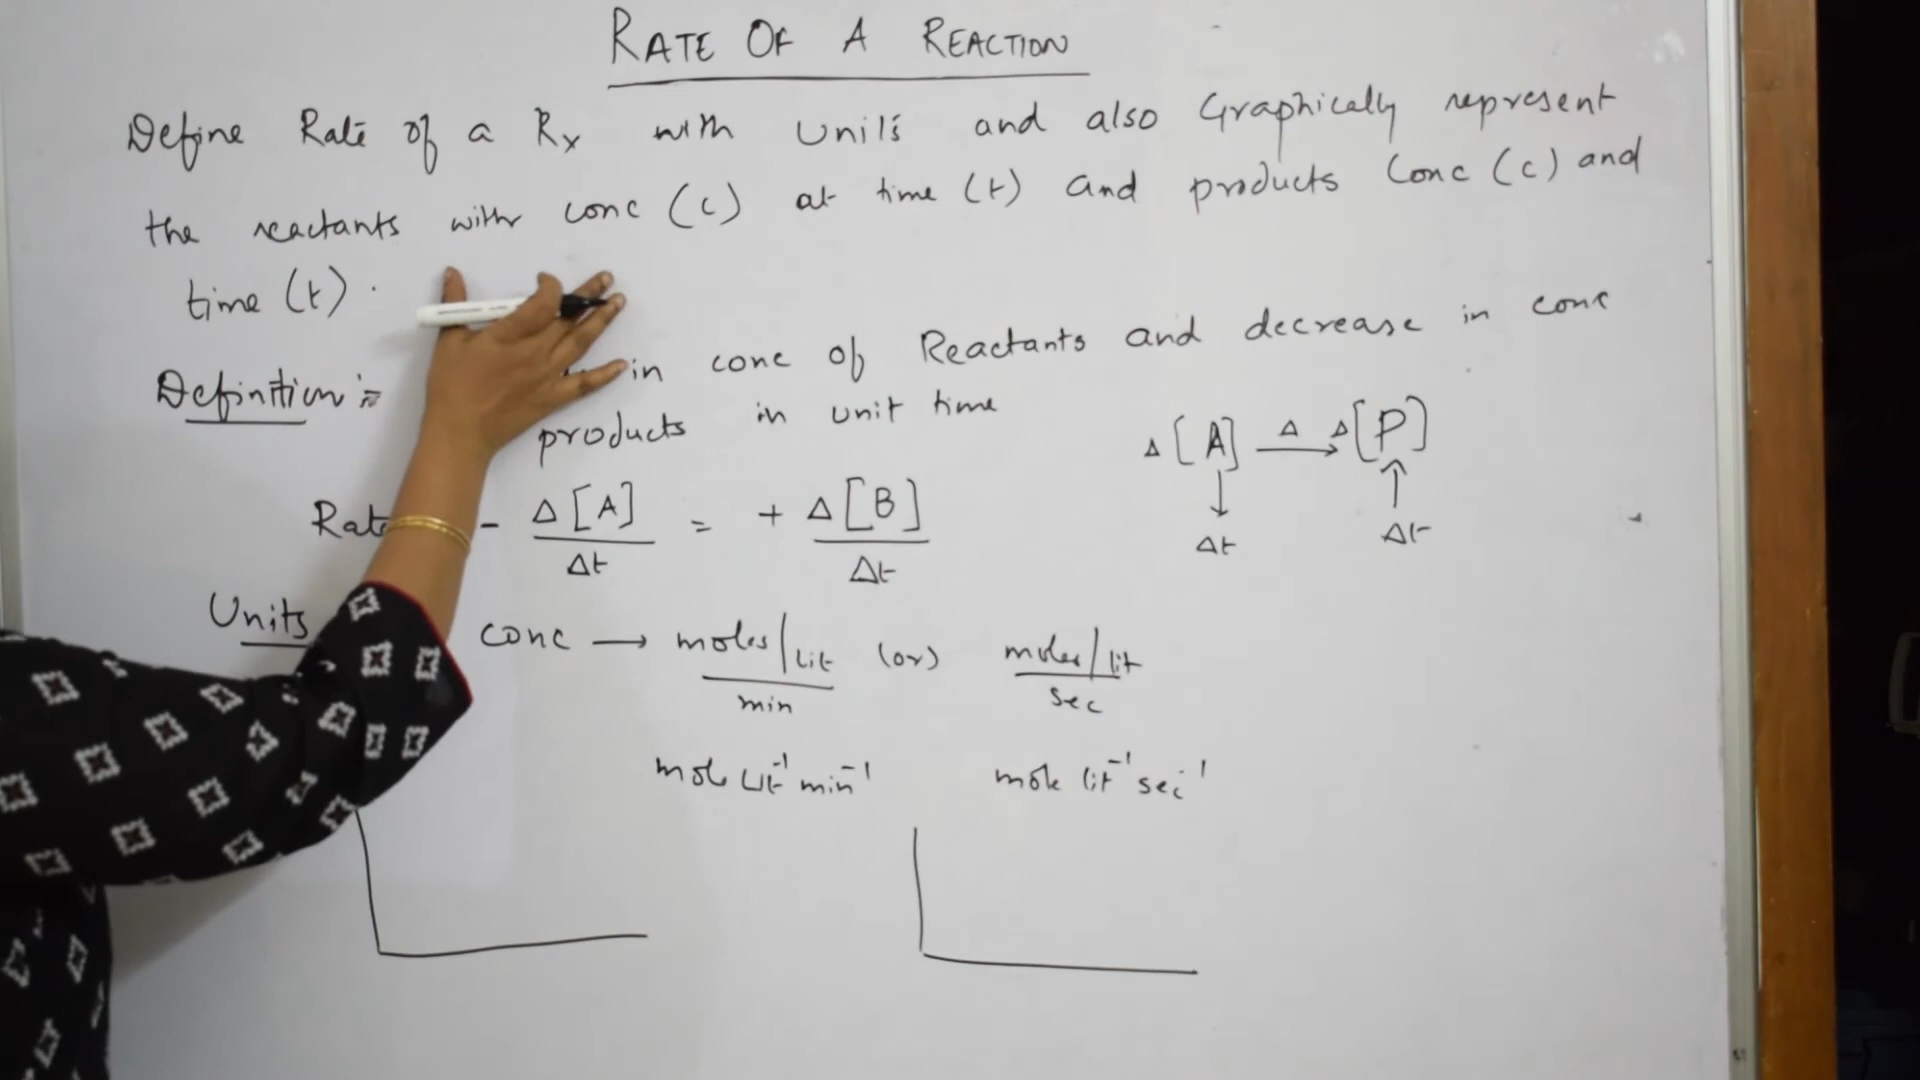 RATE OF A REACTION
Define Rate of a Rx with Units and also Graphically represent
the reactants with conc (c) at time (t) and products Conc (c) and
time (t).
Definition :- in conc of Reactants and decrease in conc
products in unit time
Δ[A] —Δ→ Δ[P]
↓ ↑
Δt Δt
Rate - Δ[A]/Δt = + Δ[B]/Δt
Units conc → moles/lit/min (or) moles/lit/sec
mole Lit⁻¹ min⁻¹ mole lit⁻¹ sec⁻¹